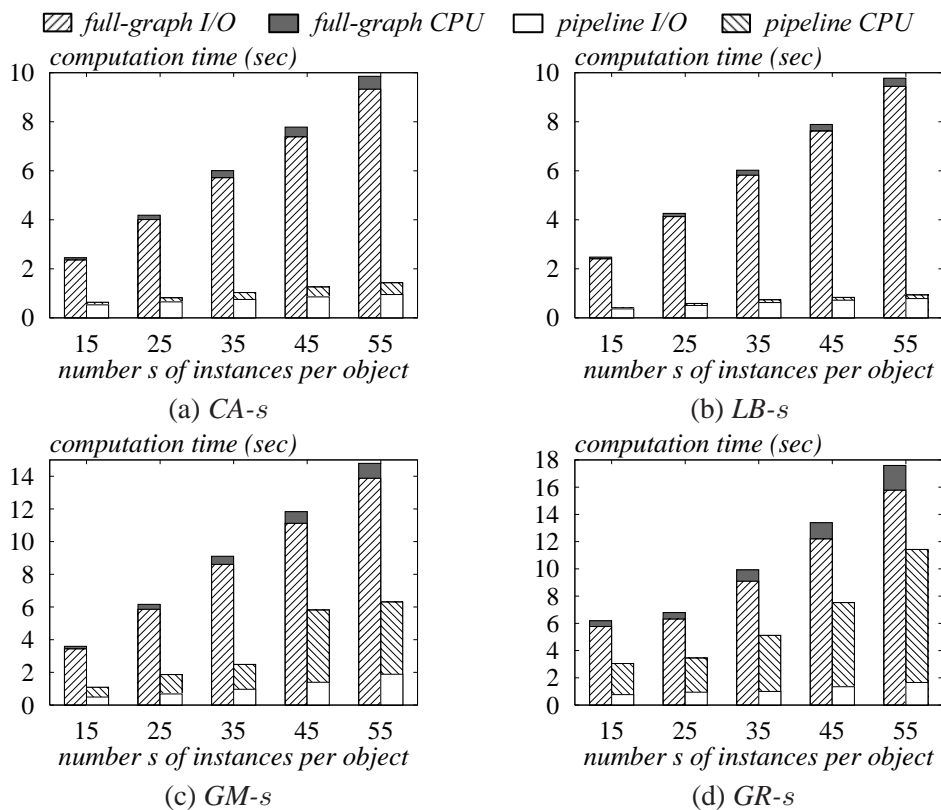 full-graph I/O full-graph CPU pipeline I/O pipeline CPU
computation time (sec)
10
8
6
4
2
0
15 25 35 45 55
number s of instances per object
(a) CA-s
computation time (sec)
10
8
6
4
2
0
15 25 35 45 55
number s of instances per object
(b) LB-s
computation time (sec)
14
12
10
8
6
4
2
0
15 25 35 45 55
number s of instances per object
(c) GM-s
computation time (sec)
18
16
14
12
10
8
6
4
2
0
15 25 35 45 55
number s of instances per object
(d) GR-s